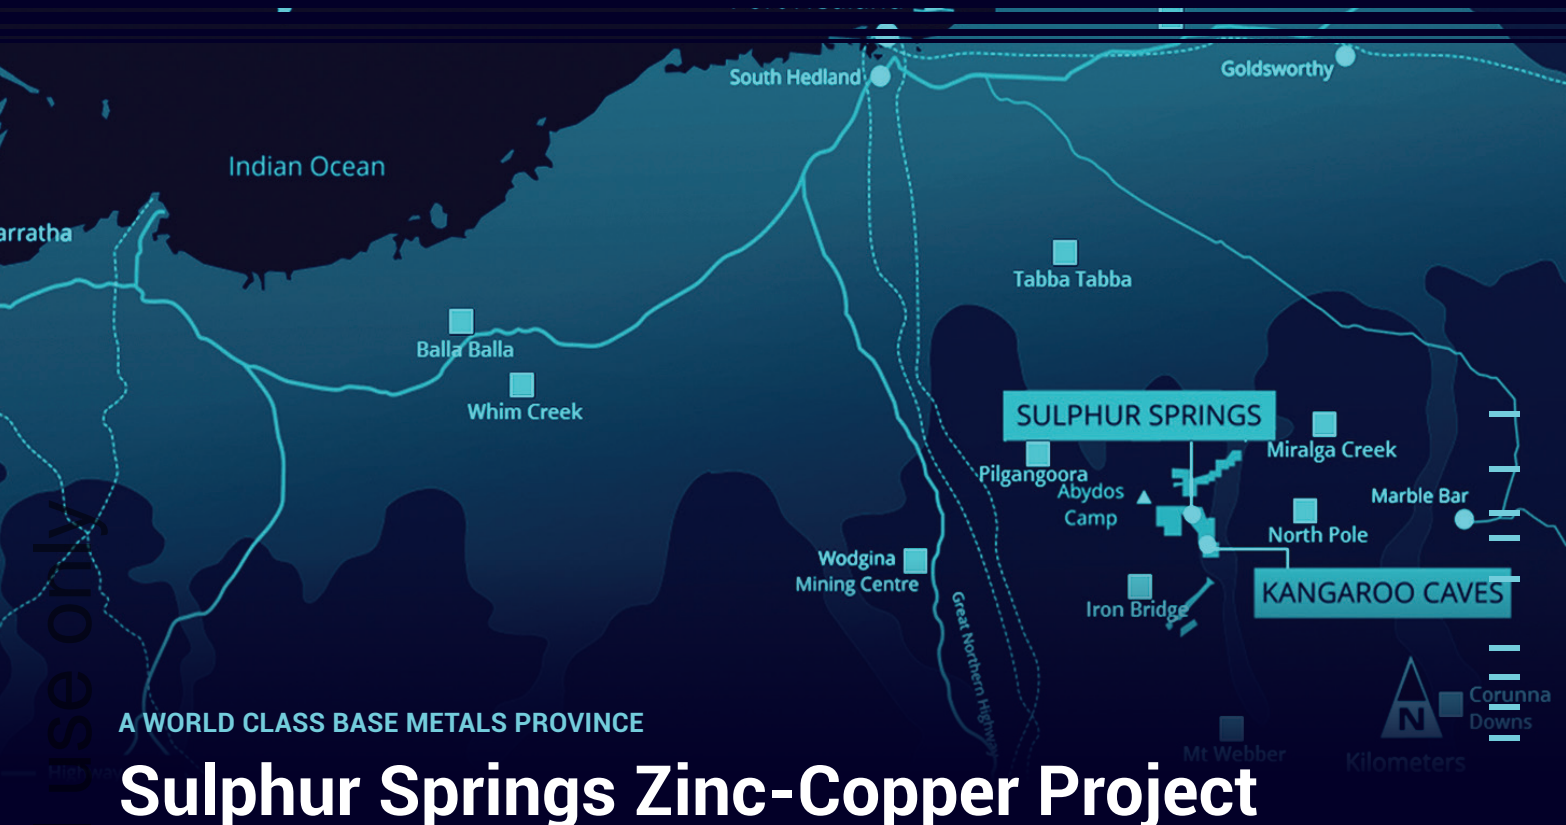 South Hedland
Goldsworthy
Indian Ocean
arratha
Tabba Tabba
Balla Balla
Whim Creek
SULPHUR SPRINGS
Miralga Creek
Pilgangoora
Abydos
Camp
Marble Bar
North Pole
Wodgina
Mining Centre
KANGAROO CAVES
Iron Bridge
Great Northern Highway
Corunna
Downs
N
Mt Webber
Kilometers
use only
Highway
A WORLD CLASS BASE METALS PROVINCE
Sulphur Springs Zinc-Copper Project